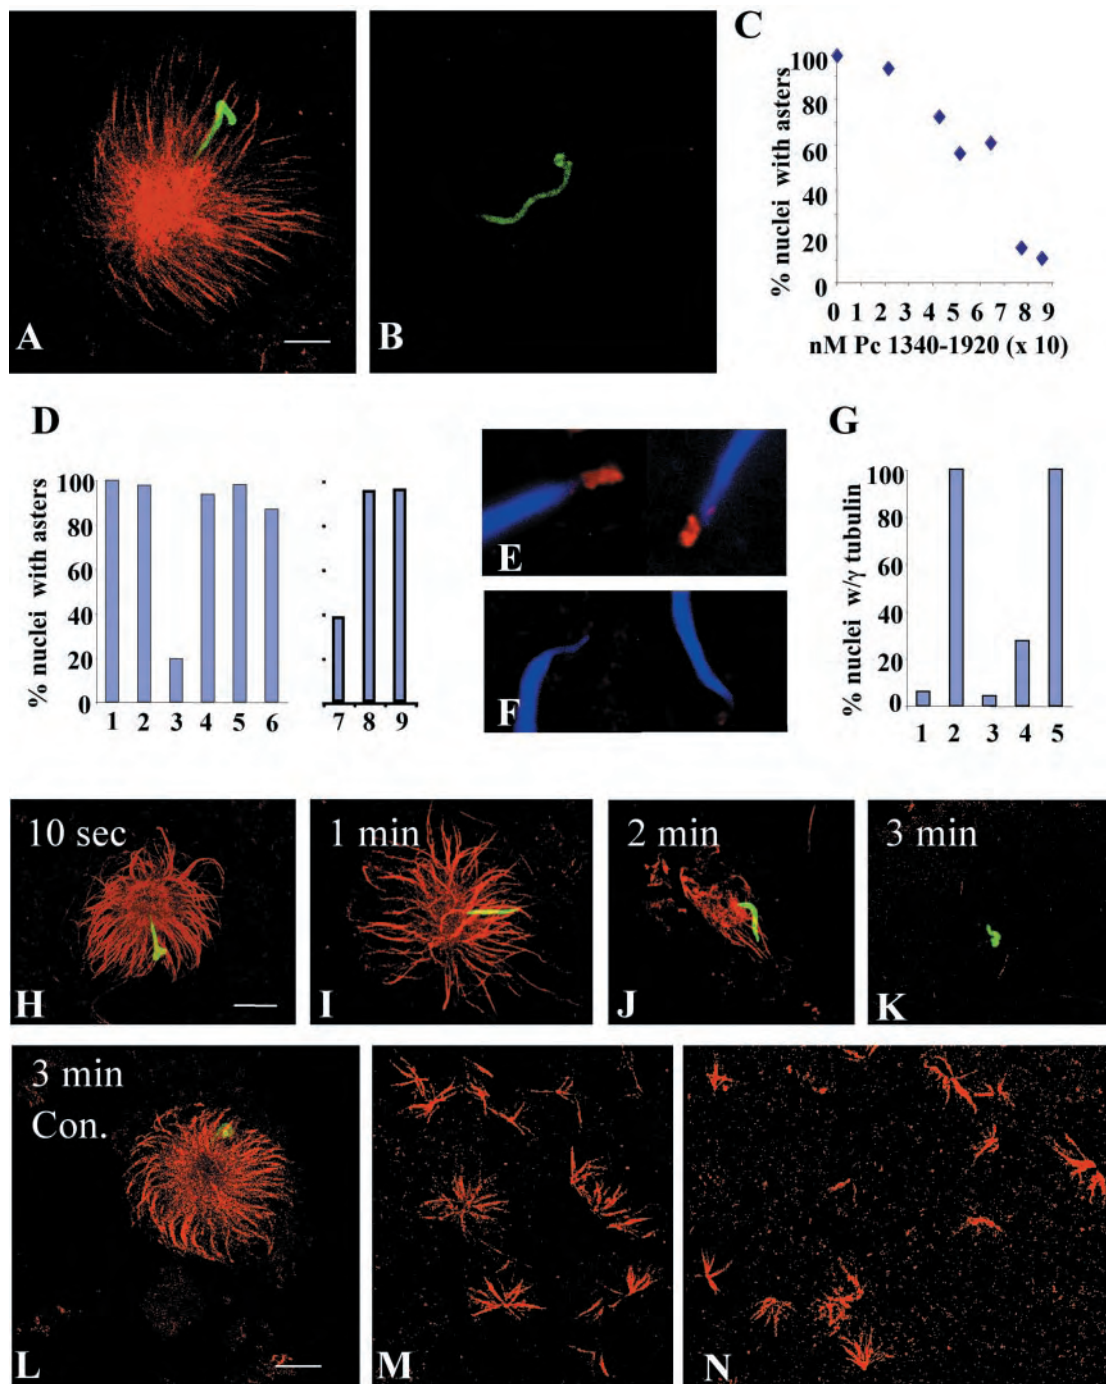 A
B
C
% nuclei with asters
100
80
60
40
20
0
0 1 2 3 4 5 6 7 8 9
nM Pc 1340-1920 (x 10)
D
% nuclei with asters
100
80
60
40
20
0
1 2 3 4 5 6 7 8 9
E
F
G
% nuclei w/γ tubulin
100
80
60
40
20
0
1 2 3 4 5
10 sec
H
1 min
I
2 min
J
3 min
K
3 min
Con.
L
M
N